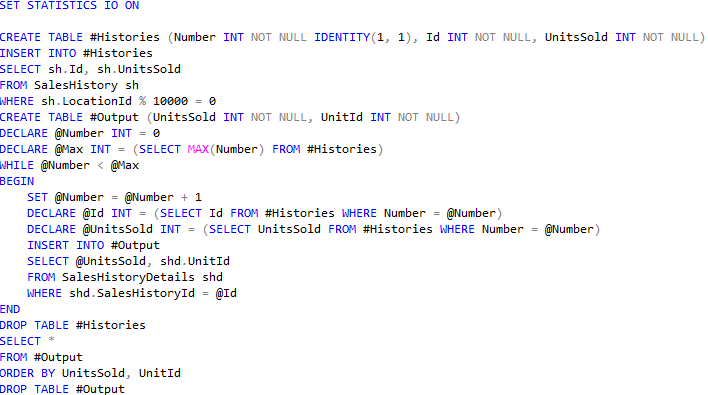 SET STATISTICS IO ON

CREATE TABLE #Histories (Number INT NOT NULL IDENTITY(1, 1), Id INT NOT NULL, UnitsSold INT NOT NULL)
INSERT INTO #Histories
SELECT sh.Id, sh.UnitsSold
FROM SalesHistory sh
WHERE sh.LocationId % 10000 = 0
CREATE TABLE #Output (UnitsSold INT NOT NULL, UnitId INT NOT NULL)
DECLARE @Number INT = 0
DECLARE @Max INT = (SELECT MAX(Number) FROM #Histories)
WHILE @Number < @Max
BEGIN
    SET @Number = @Number + 1
    DECLARE @Id INT = (SELECT Id FROM #Histories WHERE Number = @Number)
    DECLARE @UnitsSold INT = (SELECT UnitsSold FROM #Histories WHERE Number = @Number)
    INSERT INTO #Output
    SELECT @UnitsSold, shd.UnitId
    FROM SalesHistoryDetails shd
    WHERE shd.SalesHistoryId = @Id
END
DROP TABLE #Histories
SELECT *
FROM #Output
ORDER BY UnitsSold, UnitId
DROP TABLE #Output